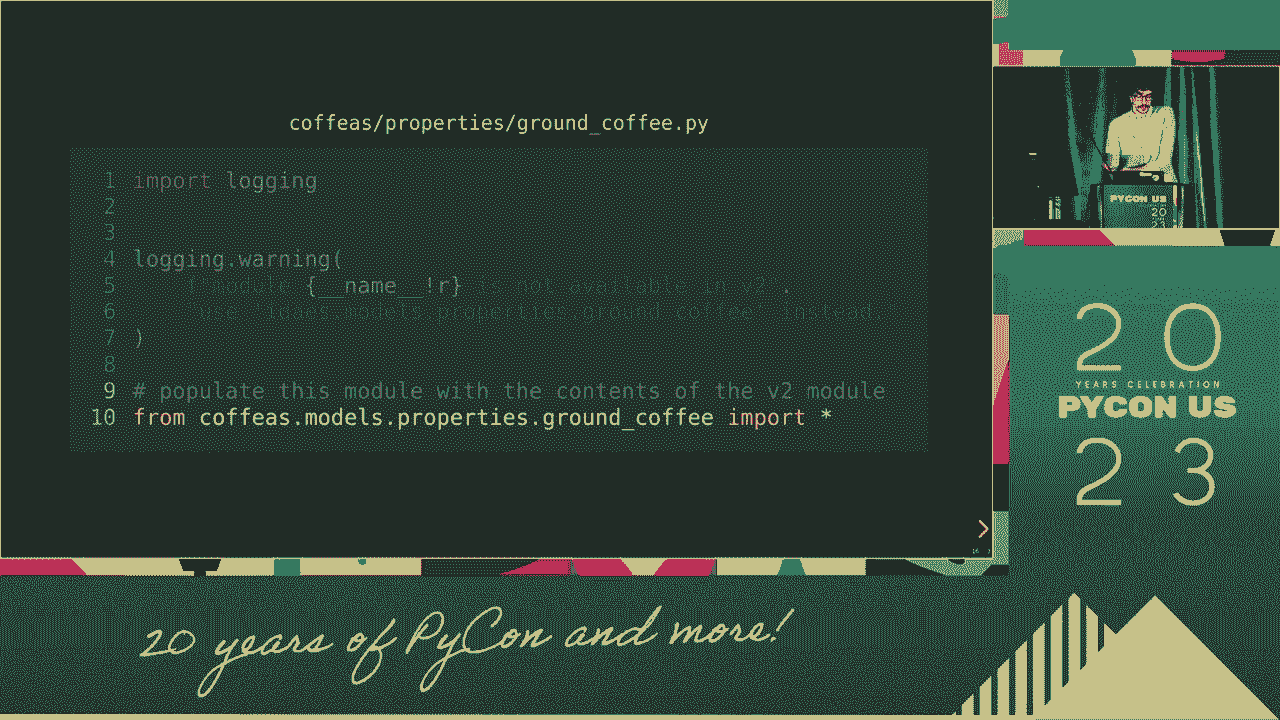 coffeas/properties/ground_coffee.py
1 import logging
2
3
4 logging.warning(
5 f"module {__name__!r} is not available in v2 .
6 properties.ground_coffee" instead.
7 )
8
9 # populate this module with the contents of the v2 module
10 from coffeas.models.properties.ground_coffee import *
PYCON US
20
23
20
YEARS CELEBRATION
PYCON US
23
20 years of PyCon and more!